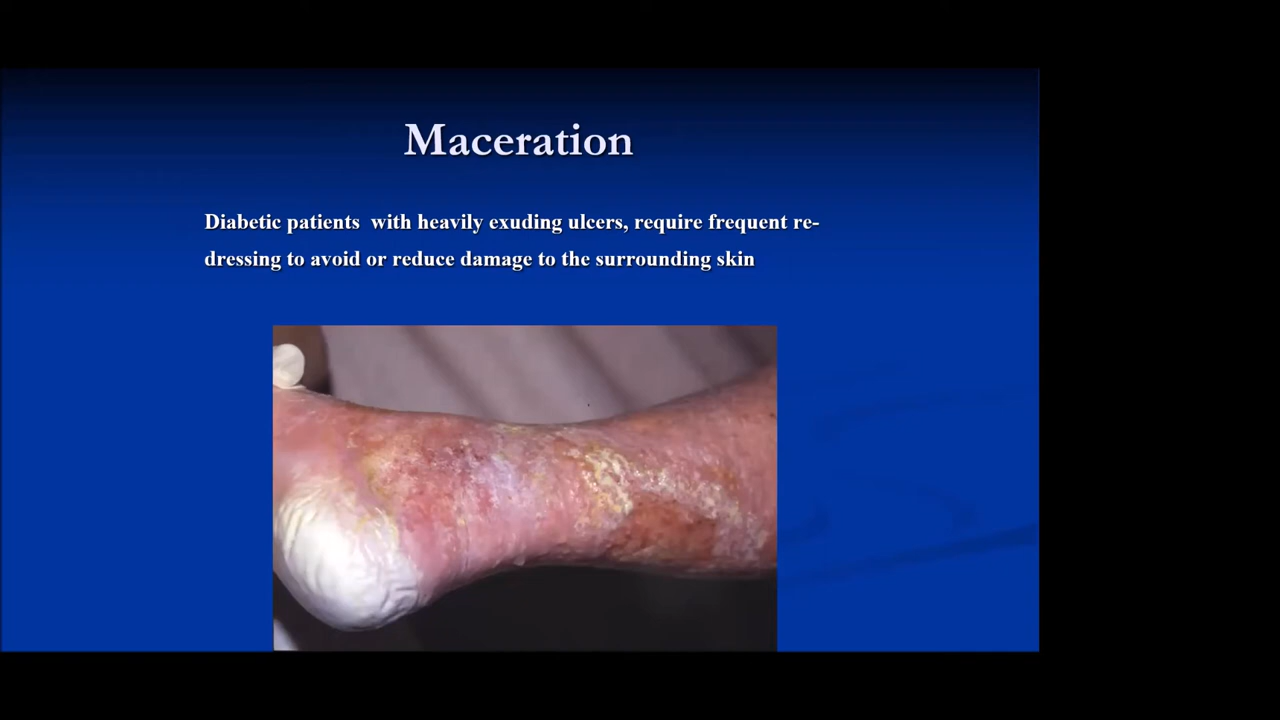 Maceration
Diabetic patients  with heavily exuding ulcers, require frequent re-
dressing to avoid or reduce damage to the surrounding skin